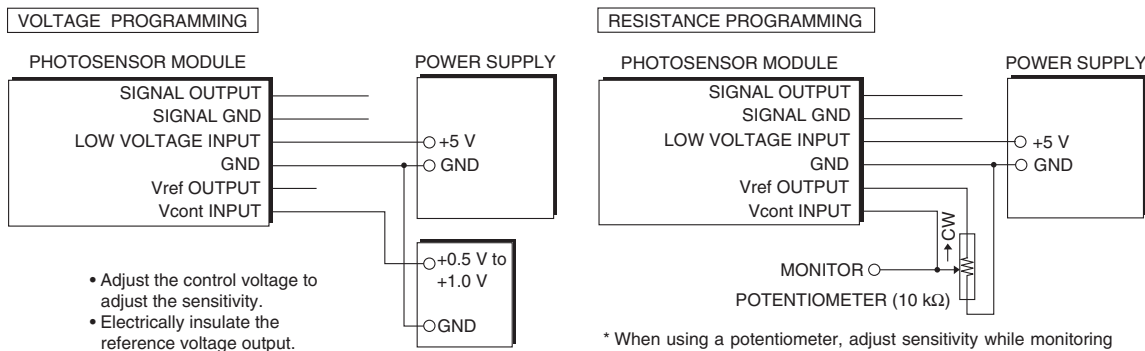 VOLTAGE PROGRAMMING
PHOTOSENSOR MODULE
POWER SUPPLY
SIGNAL OUTPUT
SIGNAL GND
LOW VOLTAGE INPUT
GND
Vref OUTPUT
Vcont INPUT
+5 V
GND
+0.5 V to
+1.0 V
GND
• Adjust the control voltage to
adjust the sensitivity.
• Electrically insulate the
reference voltage output.
RESISTANCE PROGRAMMING
PHOTOSENSOR MODULE
POWER SUPPLY
SIGNAL OUTPUT
SIGNAL GND
LOW VOLTAGE INPUT
GND
Vref OUTPUT
Vcont INPUT
+5 V
GND
CW
MONITOR
POTENTIOMETER (10 kΩ)
* When using a potentiometer, adjust sensitivity while monitoring